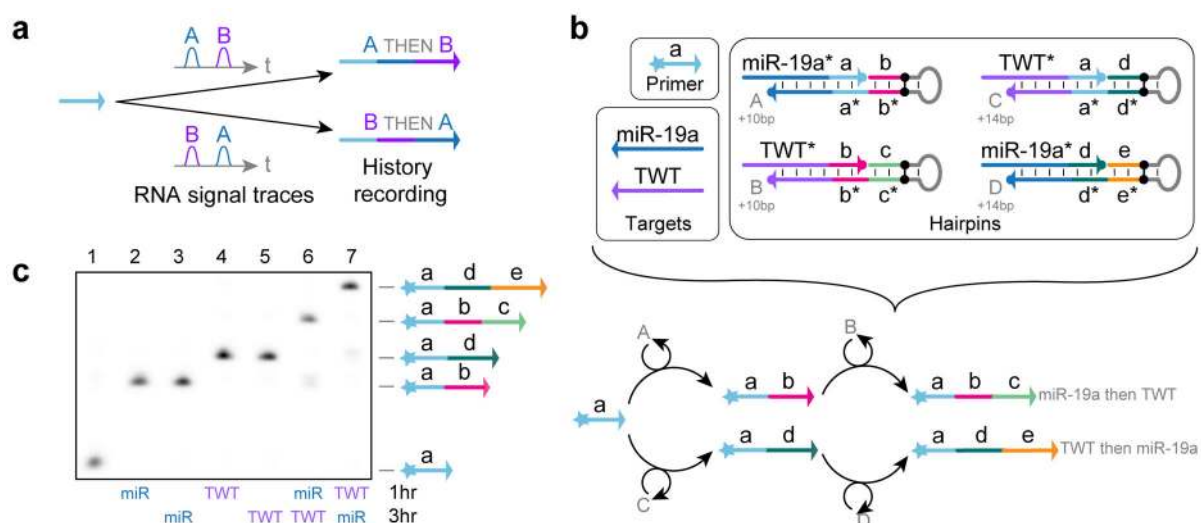 a
A B
t
A THEN B
B A
t
B THEN A
RNA signal traces
History
recording
b
a
Primer
miR-19a
TWT
Targets
miR-19a* a b
A
+10bp
a* b*
TWT* a d
C
+14bp
a* d*
TWT* b c
B
+10bp
b* c*
miR-19a* d e
D
+14bp
d* e*
Hairpins
A
B
a
a b
a b c
miR-19a then TWT
a d
a d e
TWT then miR-19a
C
D
c
1 2 3 4 5 6 7
a d e
a b c
a d
a b
a
miR TWT miR TWT 1hr
miR TWT TWT miR 3hr